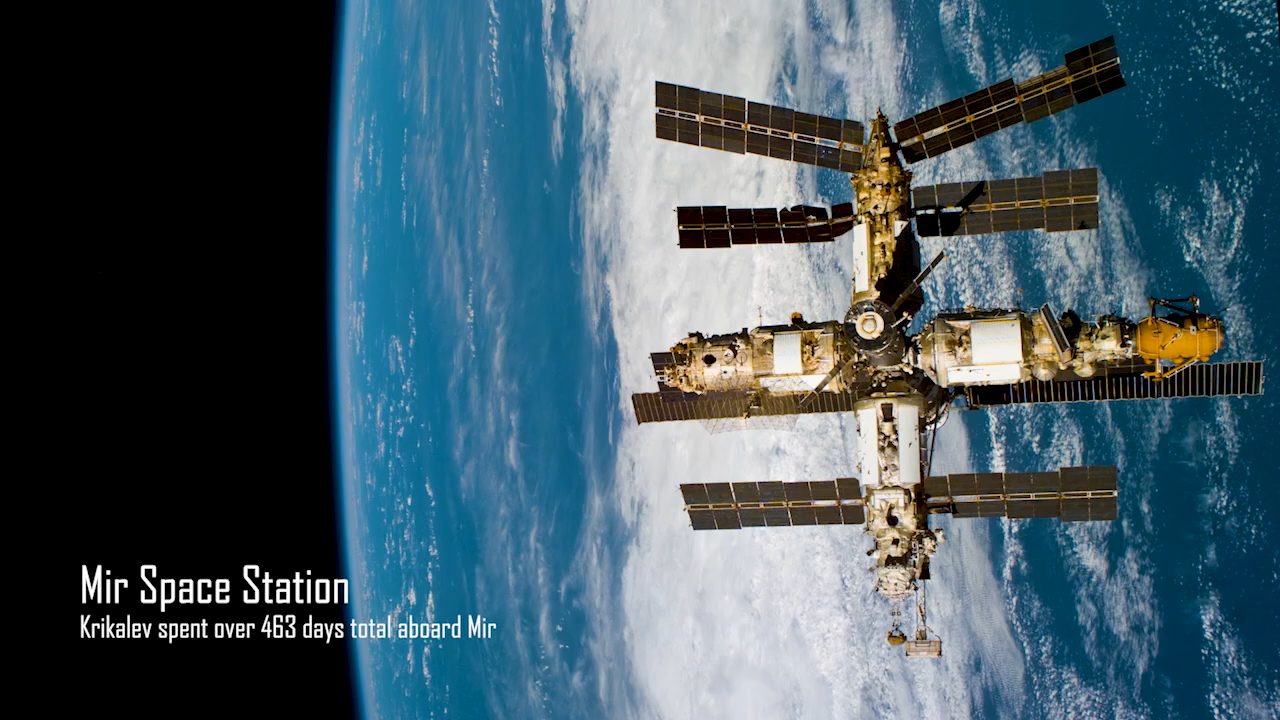 Mir Space Station
Krikalev spent over 463 days total aboard Mir